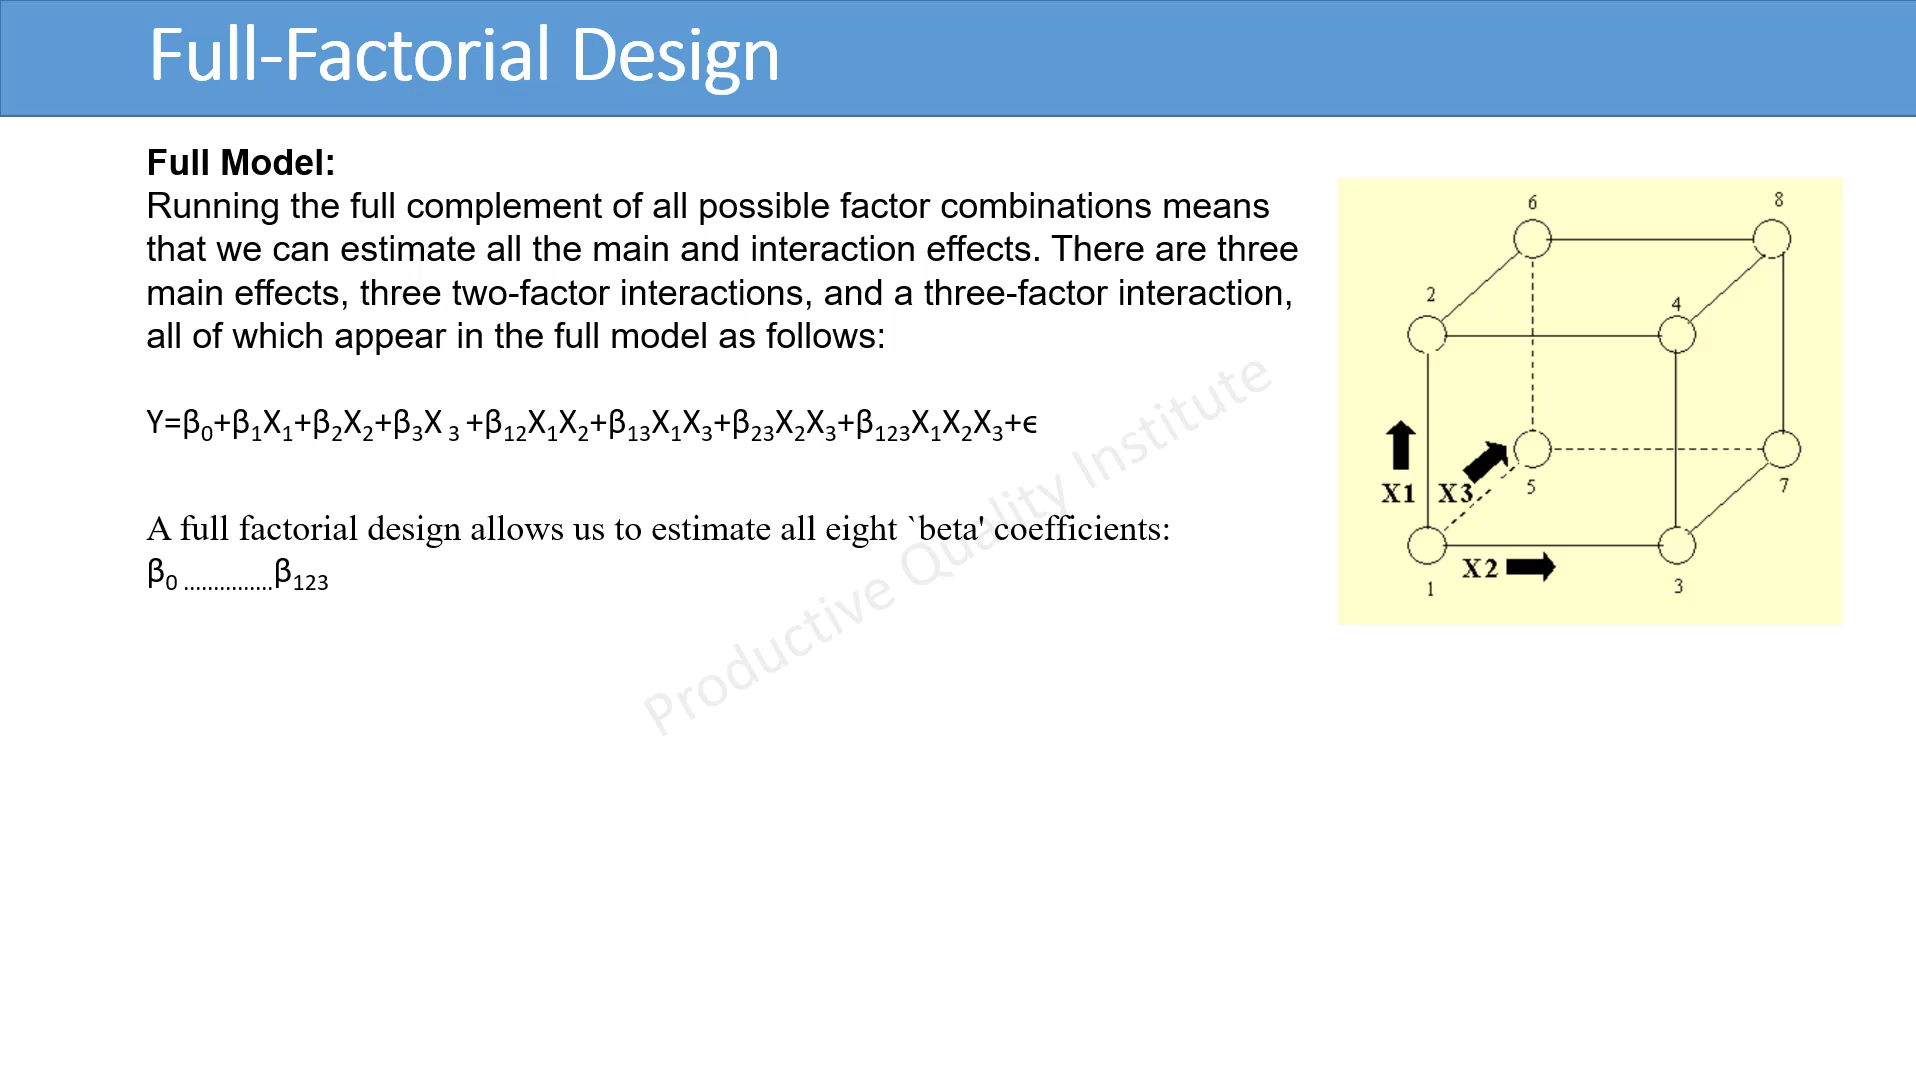 Full-Factorial Design
Full Model:
Running the full complement of all possible factor combinations means
that we can estimate all the main and interaction effects. There are three
main effects, three two-factor interactions, and a three-factor interaction,
all of which appear in the full model as follows:
Y=β₀+β₁X₁+β₂X₂+β₃X ₃ +β₁₂X₁X₂+β₁₃X₁X₃+β₂₃X₂X₃+β₁₂₃X₁X₂X₃+ϵ
A full factorial design allows us to estimate all eight `beta' coefficients:
β₀ ...............β₁₂₃
Productive Quality Institute
6
8
2
4
X1
X3
5
7
X2
1
3